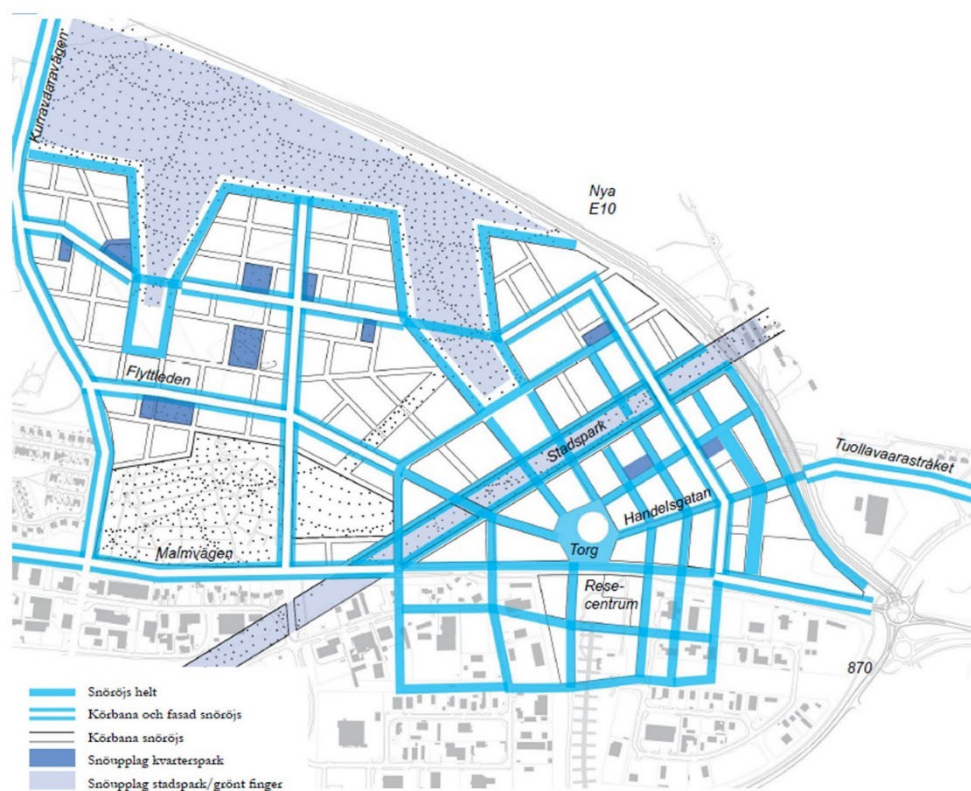 Kurravaaravägen
Nya
E10
Flyttleden
Stadspark
Tuollavaarastråket
Handelsgatan
Malmvägen
Torg
Rese-
centrum
870
Snöröjs helt
Körbana och fasad snöröjs
Körbana snöröjs
Snöupplag kvarterspark
Snöupplag stadspark/grönt finger